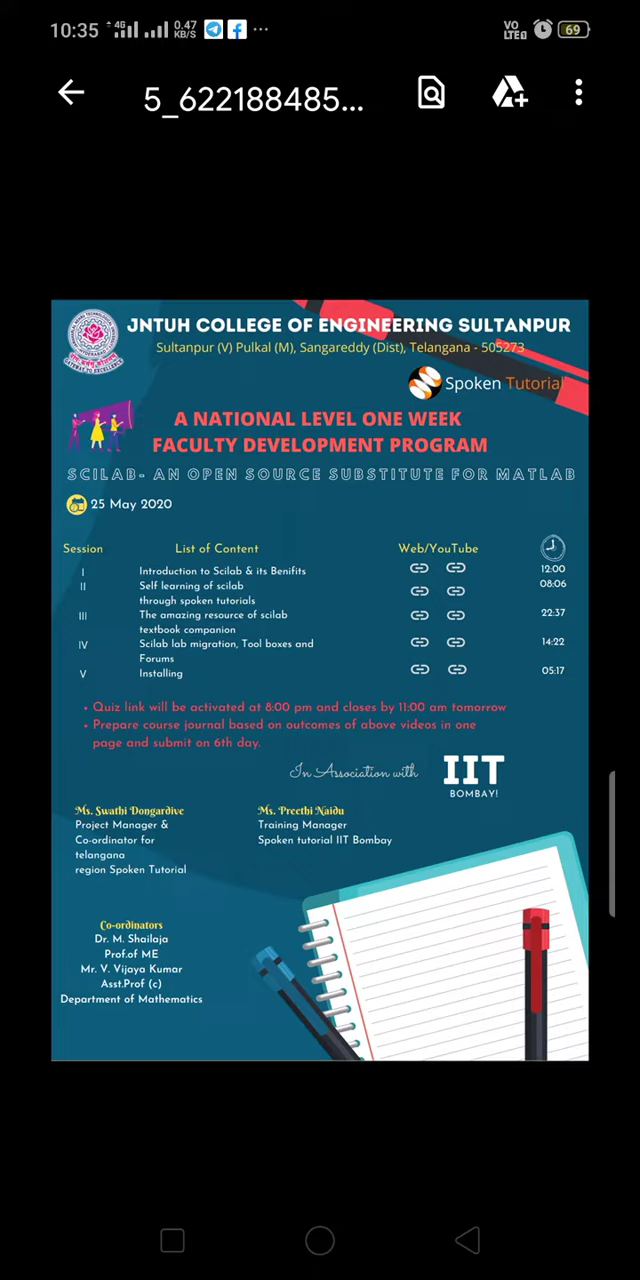 10:35 4G 0.47 KB/S ··· VO LTE 69
5_622188485...
JNTUH COLLEGE OF ENGINEERING SULTANPUR
Sultanpur (V) Pulkal (M), Sangareddy (Dist), Telangana - 505273
Spoken Tutorial
A NATIONAL LEVEL ONE WEEK
FACULTY DEVELOPMENT PROGRAM
SCILAB- AN OPEN SOURCE SUBSTITUTE FOR MATLAB
25 May 2020
Session List of Content Web/YouTube
I Introduction to Scilab & its Benifits 12:00
II Self learning of scilab 08:06
through spoken tutorials
III The amazing resource of scilab 22:37
textbook companion
IV Scilab lab migration, Tool boxes and 14:22
Forums
V Installing 05:17
• Quiz link will be activated at 8:00 pm and closes by 11:00 am tomorrow
• Prepare course journal based on outcomes of above videos in one
page and submit on 6th day.
In Association with IIT
BOMBAY!
Ms. Swathi Dongardive
Project Manager &
Co-ordinator for
telangana
region Spoken Tutorial
Ms. Preethi Naidu
Training Manager
Spoken tutorial IIT Bombay
Co-ordinators
Dr. M. Shailaja
Prof.of ME
Mr. V. Vijaya Kumar
Asst.Prof (c)
Department of Mathematics